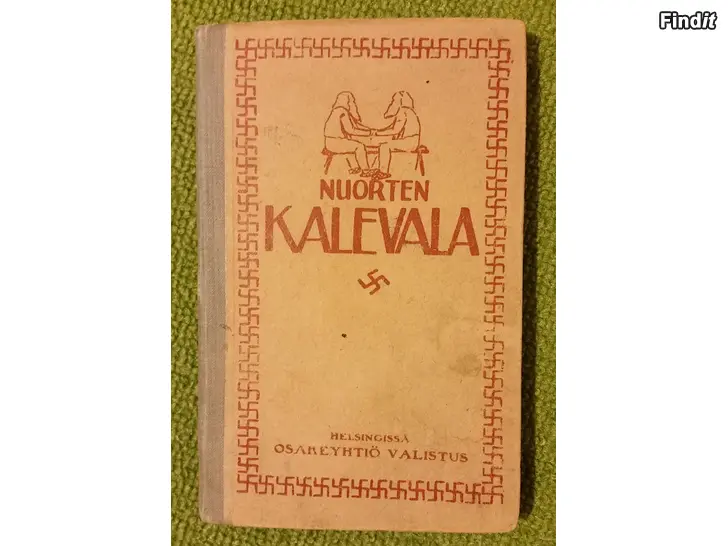 Findit
NUORTEN
KALEVALA
HELSINGISSÄ
OSAKEYHTIÖ VALISTUS